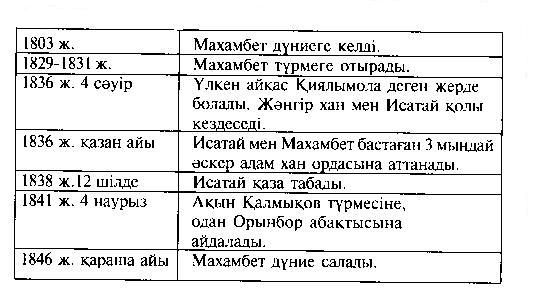 1803 ж. Махамбет дүниеге келді.
1829-1831 ж. Махамбет түрмеге отырады.
1836 ж. 4 сәуір Үлкен айқас Қиялымола деген жерде
болады. Жәнгір хан мен Исатай қолы
кездеседі.
1836 ж. қазан айы Исатай мен Махамбет бастаған 3 мыңдай
әскер адам хан ордасына аттанады.
1838 ж.12 шілде Исатай қаза табады.
1841 ж. 4 наурыз Ақын Қалмықов түрмесіне,
одан Орынбор абақтысына
айдалады.
1846 ж. қараша айы Махамбет дүние салады.